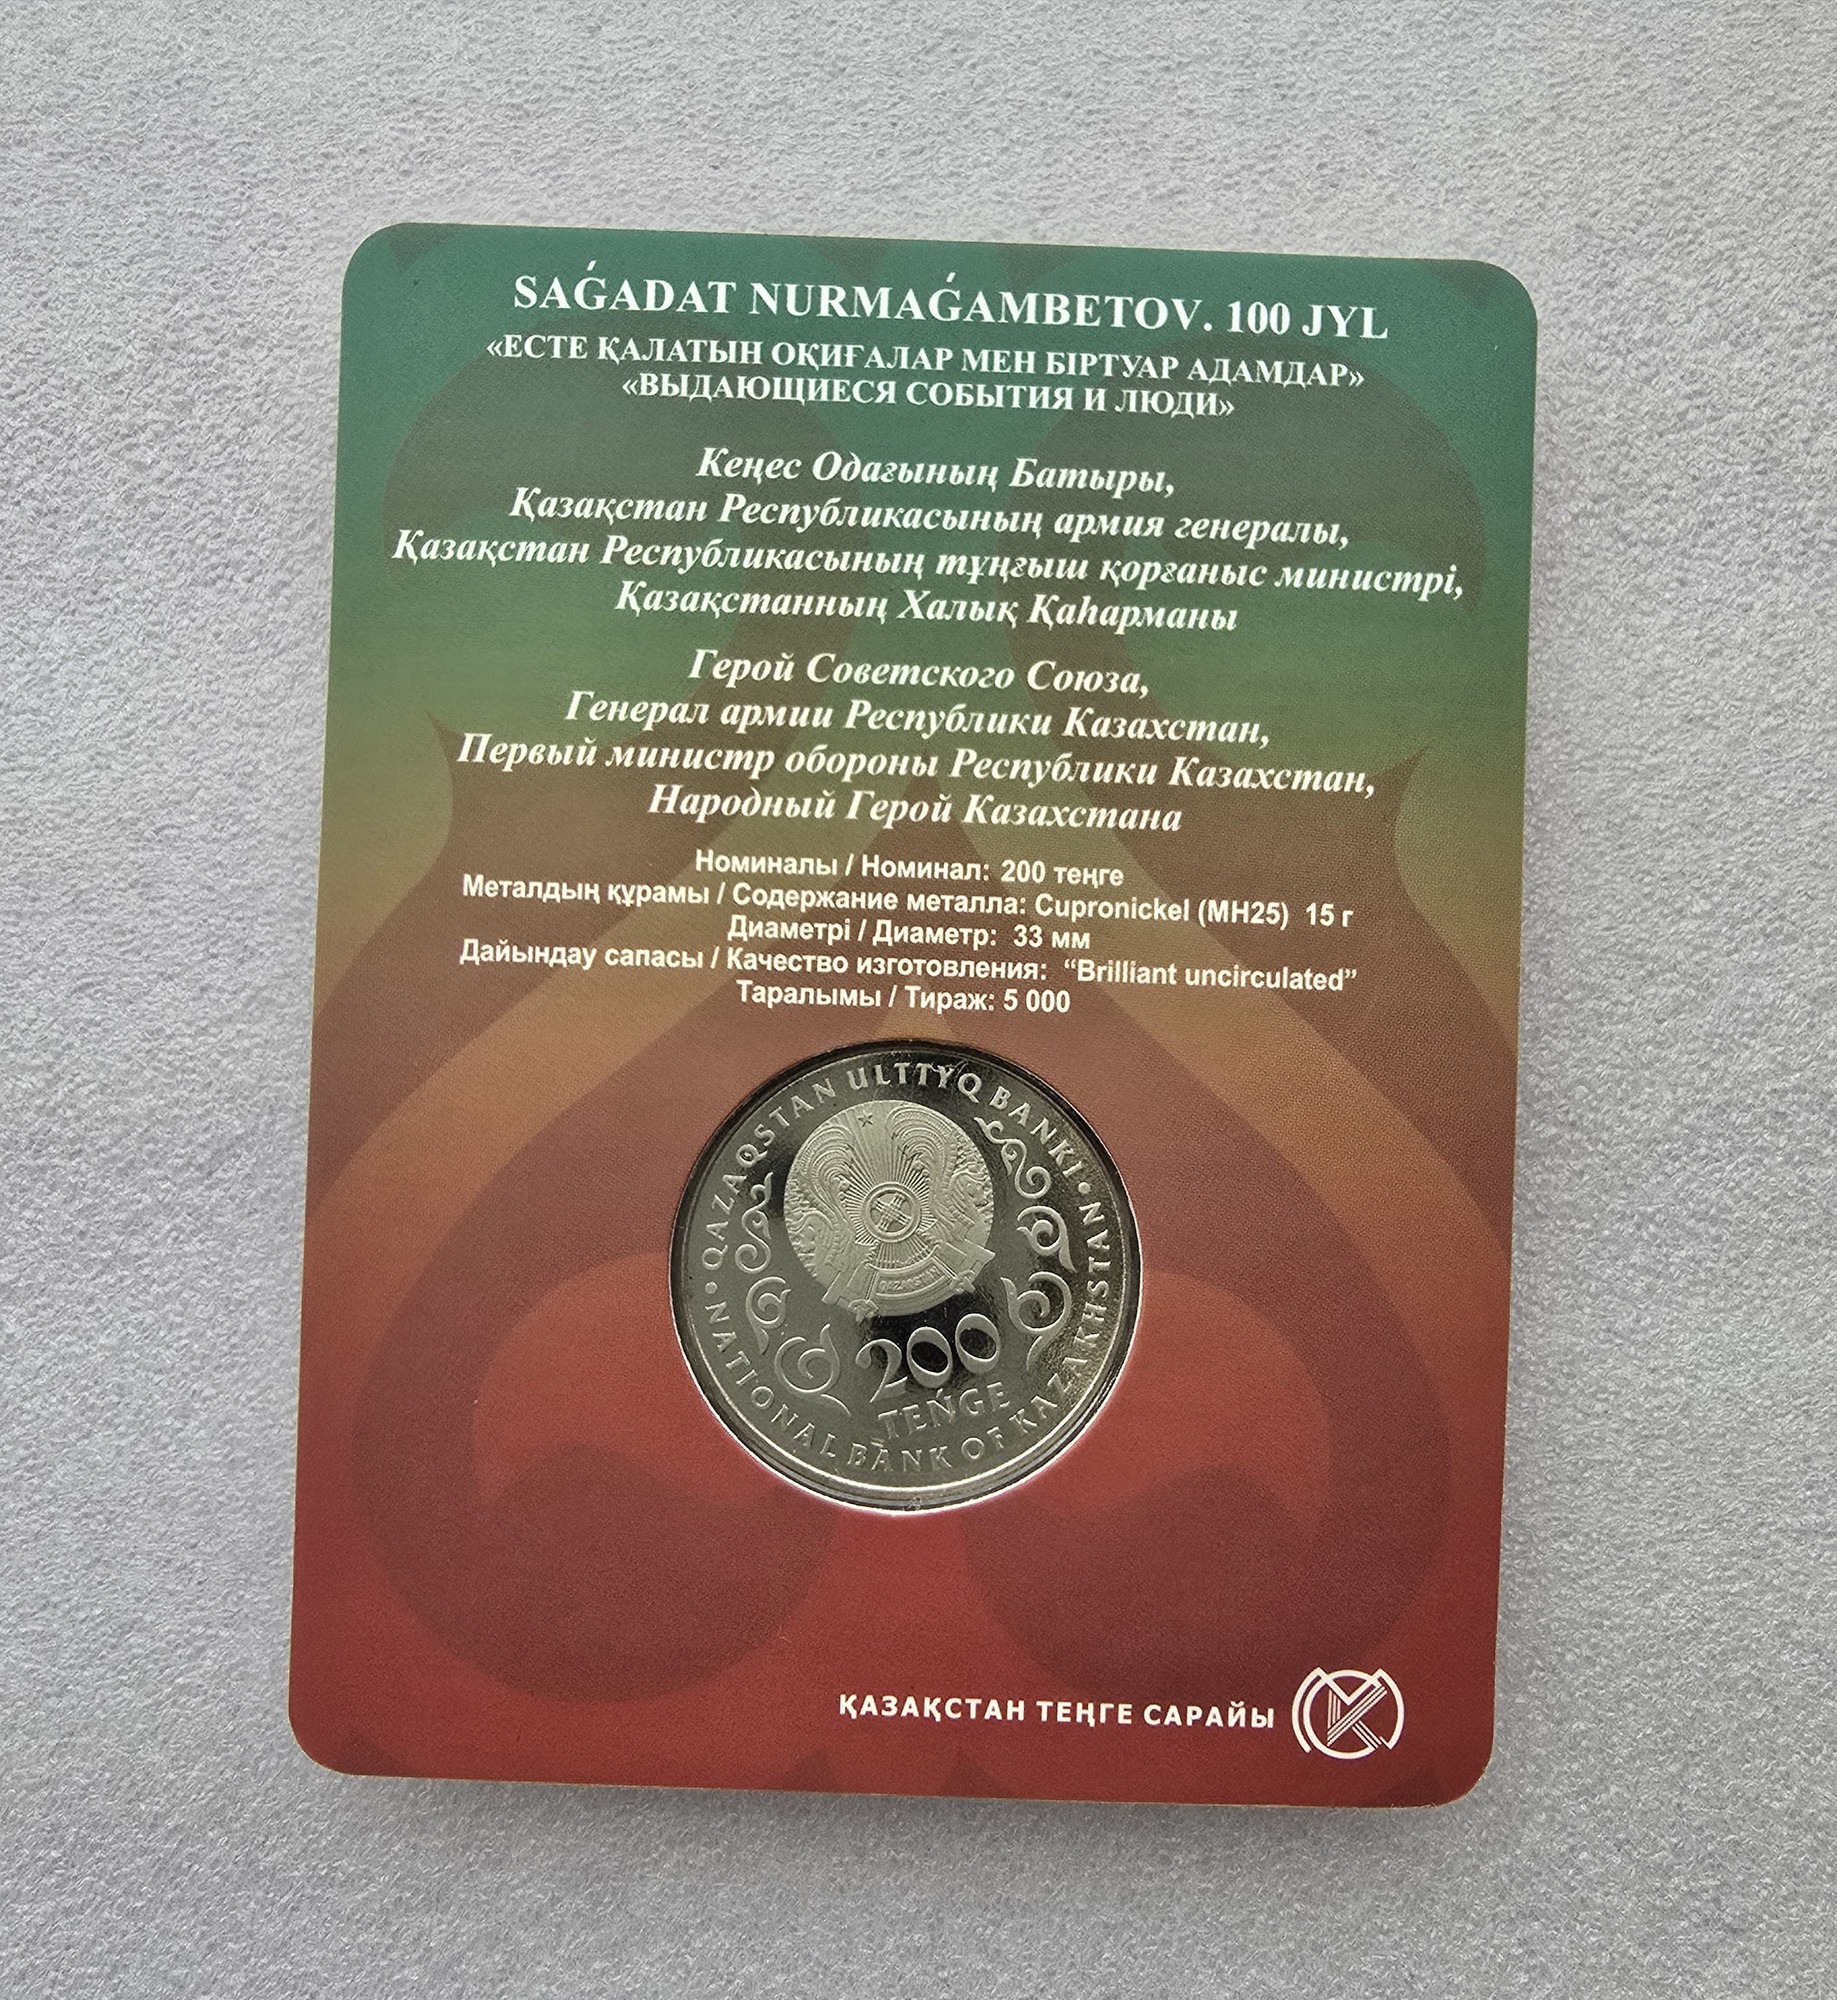 SAǴADAT NURMAǴAMBETOV. 100 JYL
«ЕСТЕ ҚАЛАТЫН ОҚИҒАЛАР МЕН БІРТУАР АДАМДАР»
«ВЫДАЮЩИЕСЯ СОБЫТИЯ И ЛЮДИ»
Кеңес Одағының Батыры,
Қазақстан Республикасының армия генералы,
Қазақстан Республикасының тұңғыш қорғаныс министрі,
Қазақстанның Халық Қаһарманы
Герой Советского Союза,
Генерал армии Республики Казахстан,
Первый министр обороны Республики Казахстан,
Народный Герой Казахстана
Номиналы / Номинал: 200 теңге
Металдың құрамы / Содержание металла: Cupronickel (МН25) 15 г
Диаметрі / Диаметр: 33 мм
Дайындау сапасы / Качество изготовления: “Brilliant uncirculated”
Таралымы / Тираж: 5 000
• QAZAQSTAN ULTTYQ BANKI •
QAZAQSTAN
200
TEŃGE
NATIONAL BANK OF KAZAKHSTAN
ҚАЗАҚСТАН ТЕҢГЕ САРАЙЫ